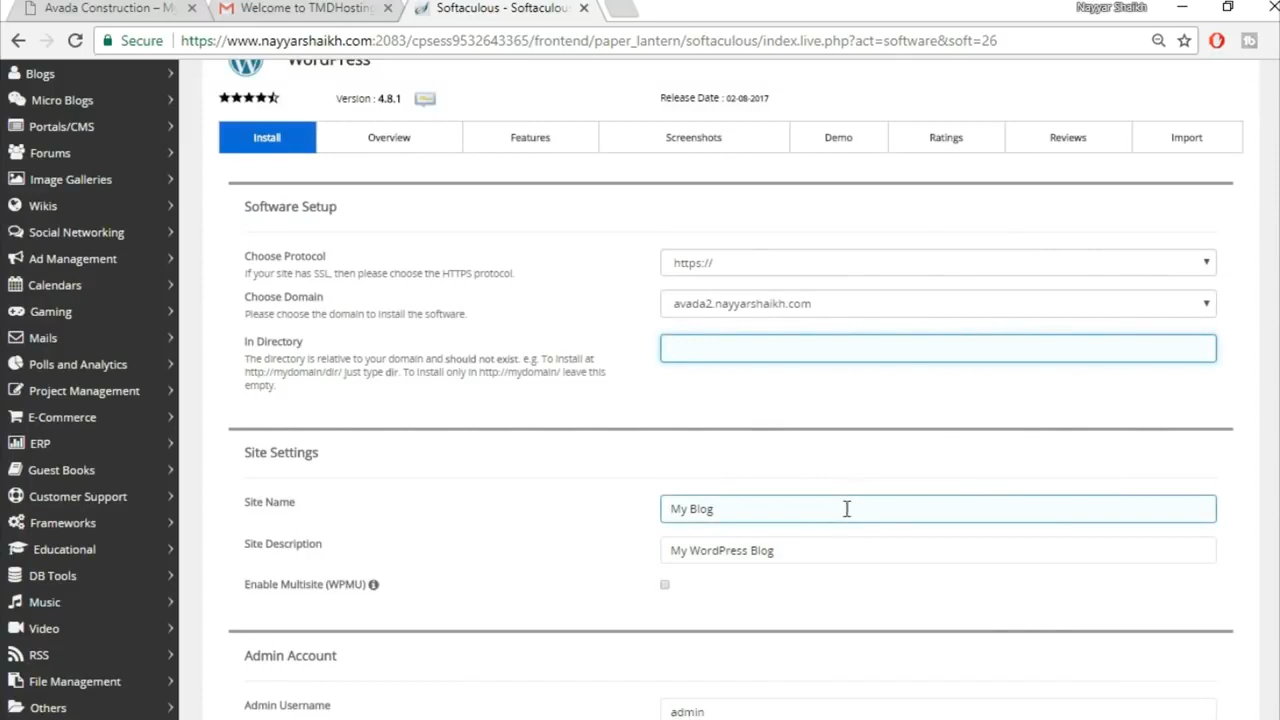 Avada Construction – My
Welcome to TMDHosting
Softaculous - Softaculous
Nayyar Shaikh
Secure
https://www.nayyarshaikh.com:2083/cpsess9532643365/frontend/paper_lantern/softaculous/index.live.php?act=software&soft=26
Blogs
Micro Blogs
Portals/CMS
Forums
Image Galleries
Wikis
Social Networking
Ad Management
Calendars
Gaming
Mails
Polls and Analytics
Project Management
E-Commerce
ERP
Guest Books
Customer Support
Frameworks
Educational
DB Tools
Music
Video
RSS
File Management
Others
WordPress
Version : 4.8.1
Release Date : 02-08-2017
Install
Overview
Features
Screenshots
Demo
Ratings
Reviews
Import
Software Setup
Choose Protocol
If your site has SSL, then please choose the HTTPS protocol.
https://
Choose Domain
Please choose the domain to install the software.
avada2.nayyarshaikh.com
In Directory
The directory is relative to your domain and should not exist. e.g. To install at
http://mydomain/dir/ just type dir. To install only in http://mydomain/ leave this
empty.
Site Settings
Site Name
My Blog
Site Description
My WordPress Blog
Enable Multisite (WPMU)
Admin Account
Admin Username
admin